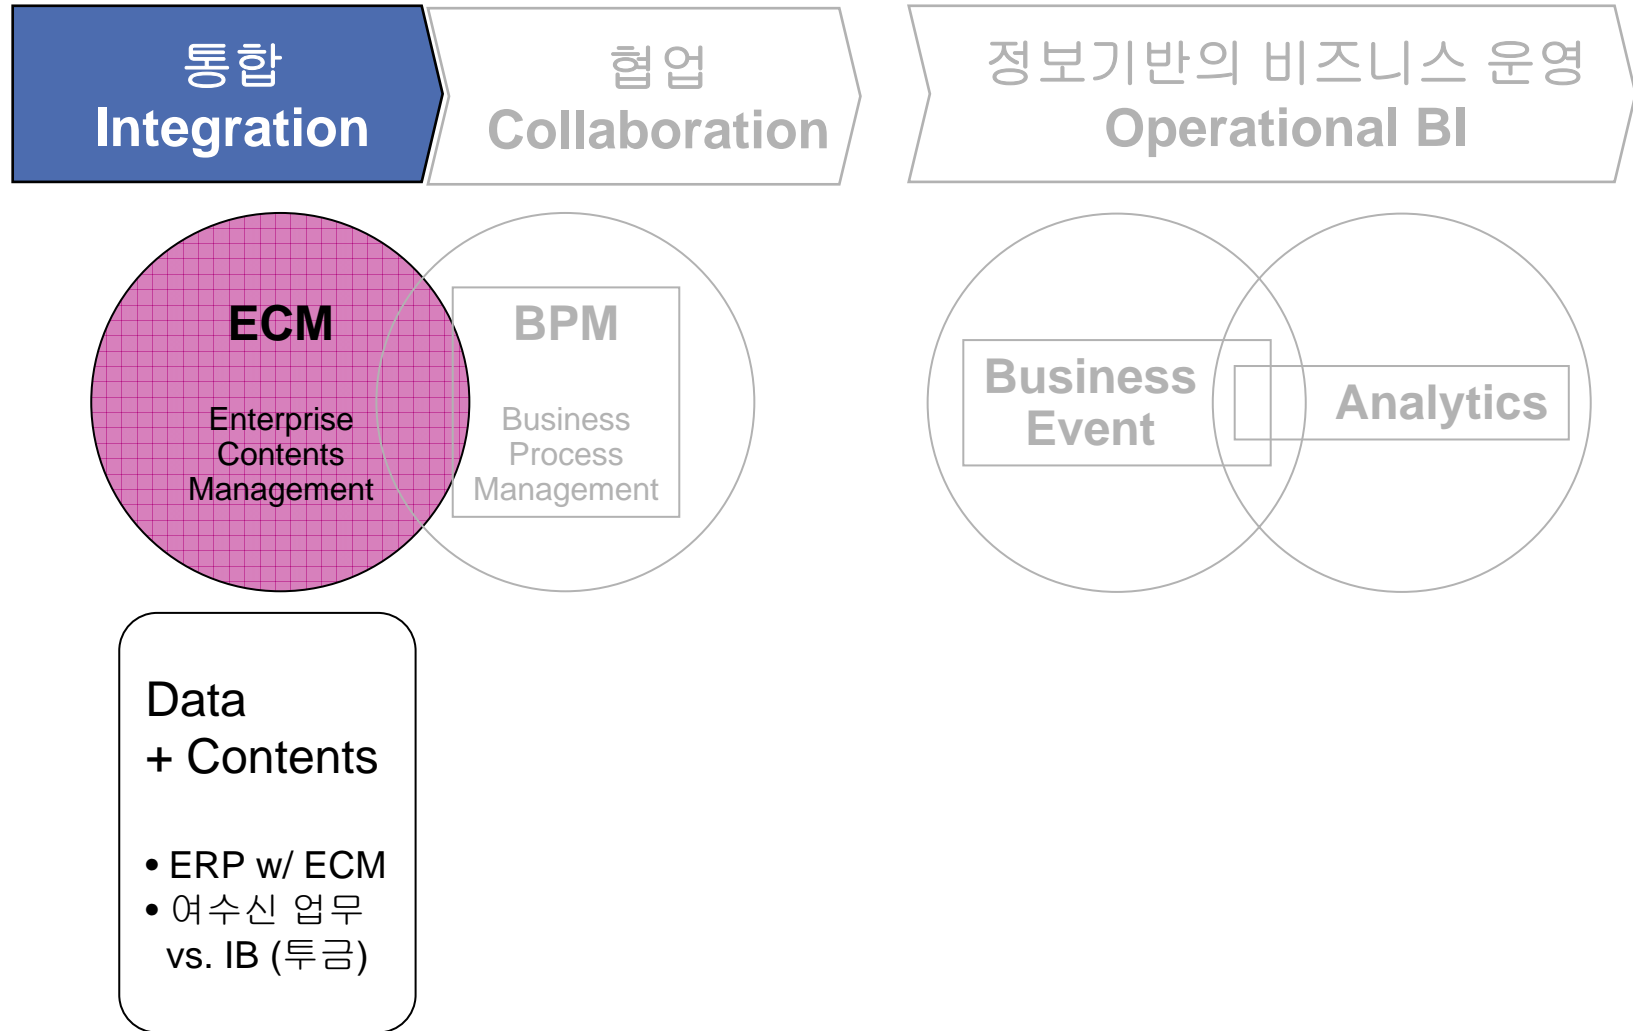 통합
Integration
협업
Collaboration
정보기반의 비즈니스 운영
Operational BI
ECM
Enterprise
Contents
Management
BPM
Business
Process
Management
Business
Event
Analytics
Data
+ Contents
• ERP w/ ECM
• 여수신 업무
vs. IB (투금)